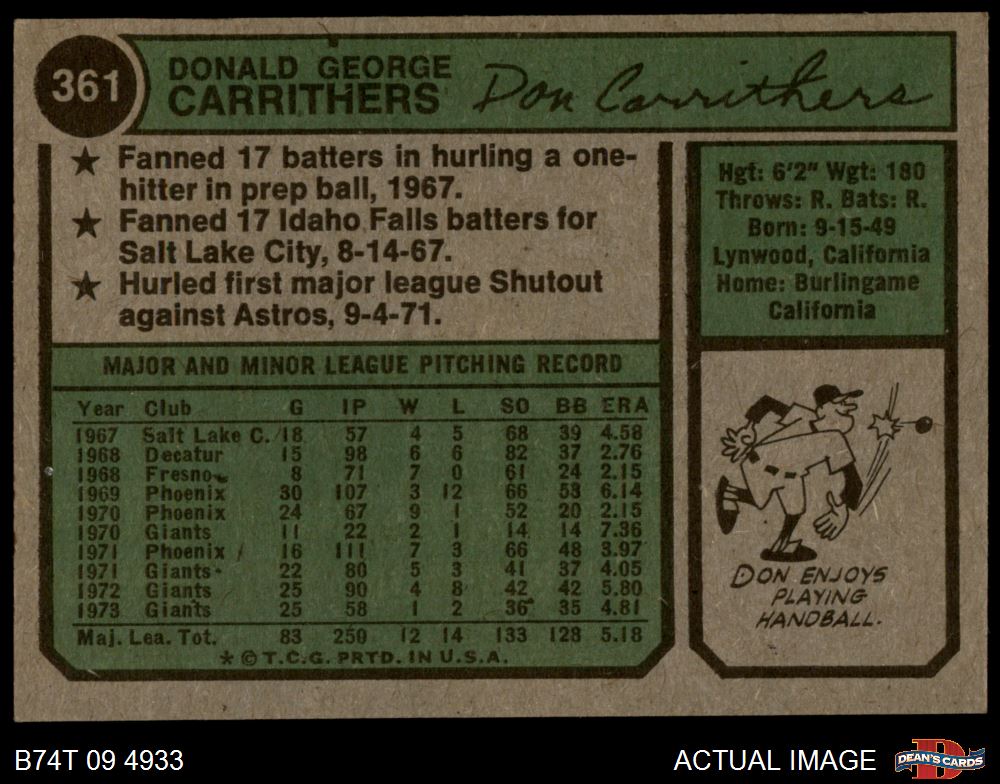 361
DONALD GEORGE
CARRITHERS
Don Carrithers
★ Fanned 17 batters in hurling a one-
hitter in prep ball, 1967.
★ Fanned 17 Idaho Falls batters for
Salt Lake City, 8-14-67.
★ Hurled first major league Shutout
against Astros, 9-4-71.
Hgt: 6'2" Wgt: 180
Throws: R. Bats: R.
Born: 9-15-49
Lynwood, California
Home: Burlingame
California
MAJOR AND MINOR LEAGUE PITCHING RECORD
Year Club G IP W L SO BB ERA
1967 Salt Lake C. 18 57 4 5 68 39 4.58
1968 Decatur 15 98 6 6 82 37 2.76
1968 Fresno 8 71 7 0 61 24 2.15
1969 Phoenix 30 107 3 12 66 53 6.14
1970 Phoenix 24 67 9 1 52 20 2.15
1970 Giants 11 22 2 1 14 14 7.36
1971 Phoenix 16 111 7 3 66 48 3.97
1971 Giants 22 80 5 3 41 37 4.05
1972 Giants 25 90 4 8 42 42 5.80
1973 Giants 25 58 1 2 36 35 4.81
Maj. Lea. Tot. 83 250 12 14 133 128 5.18
* © T.C.G. PRTD. IN U.S.A.
DON ENJOYS
PLAYING
HANDBALL.
B74T 09 4933
ACTUAL IMAGE
D
DEAN'S CARDS